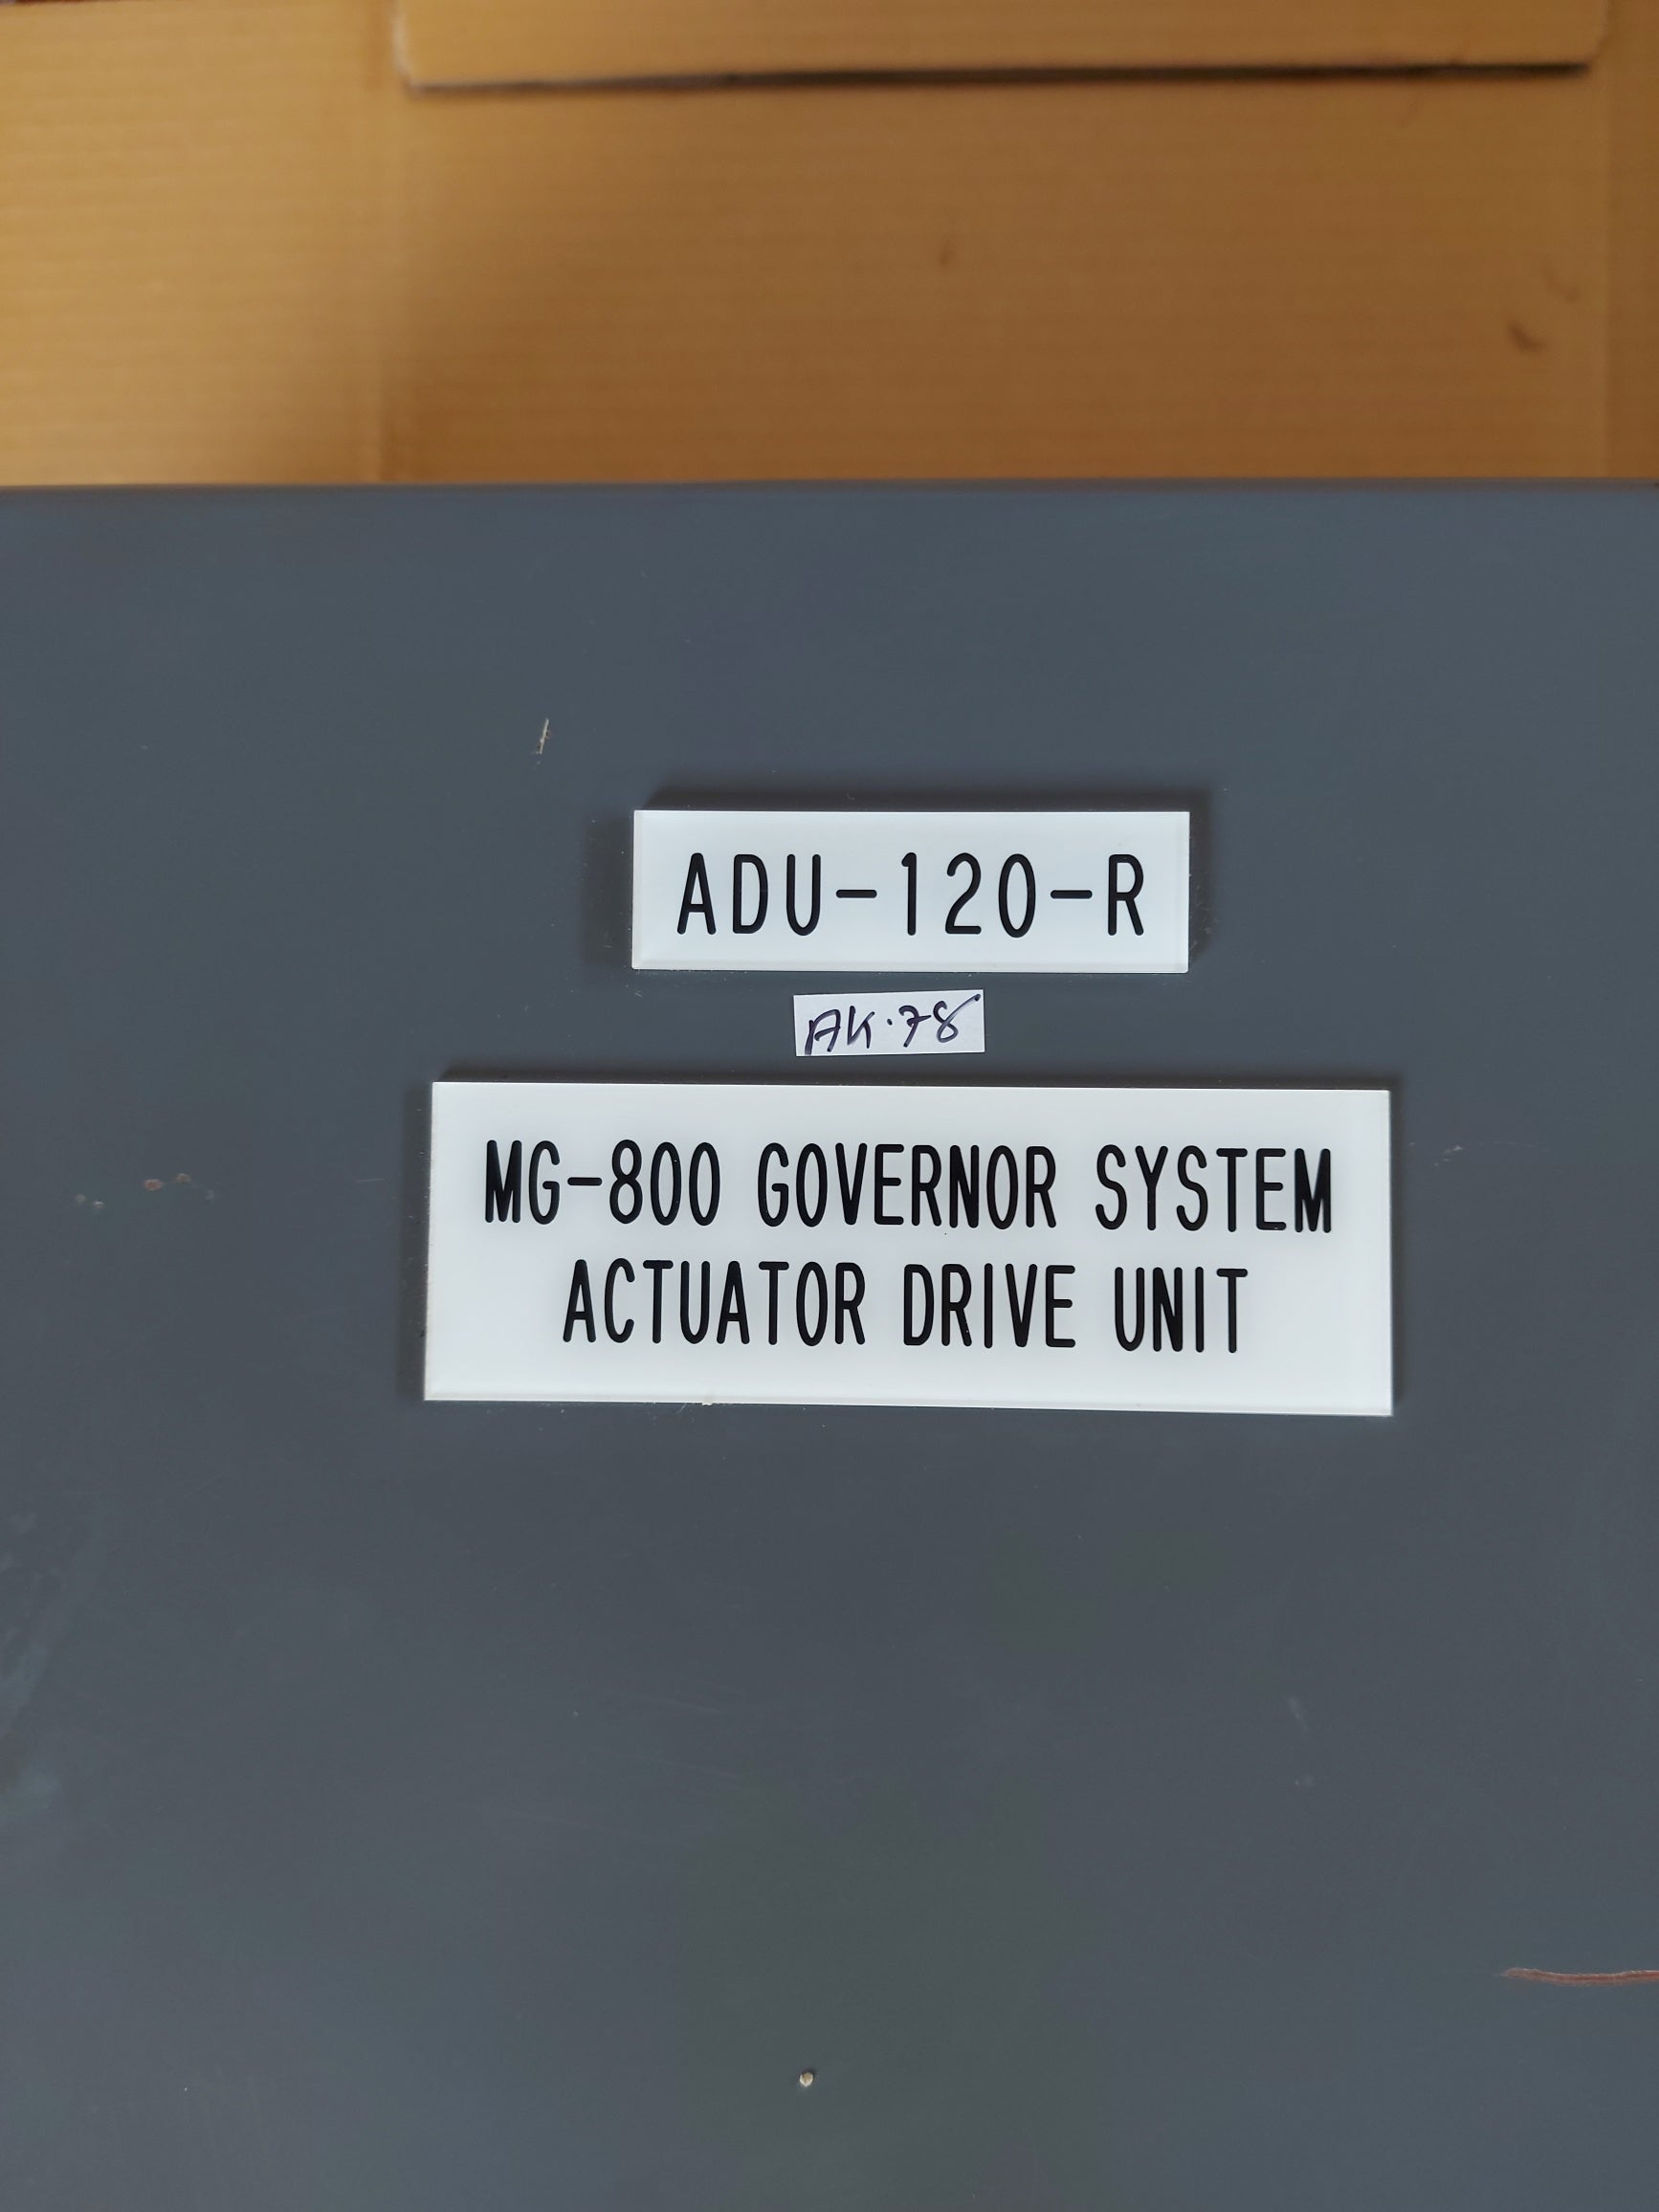 ADU-120-R
AK.78
MG-800 GOVERNOR SYSTEM
ACTUATOR DRIVE UNIT